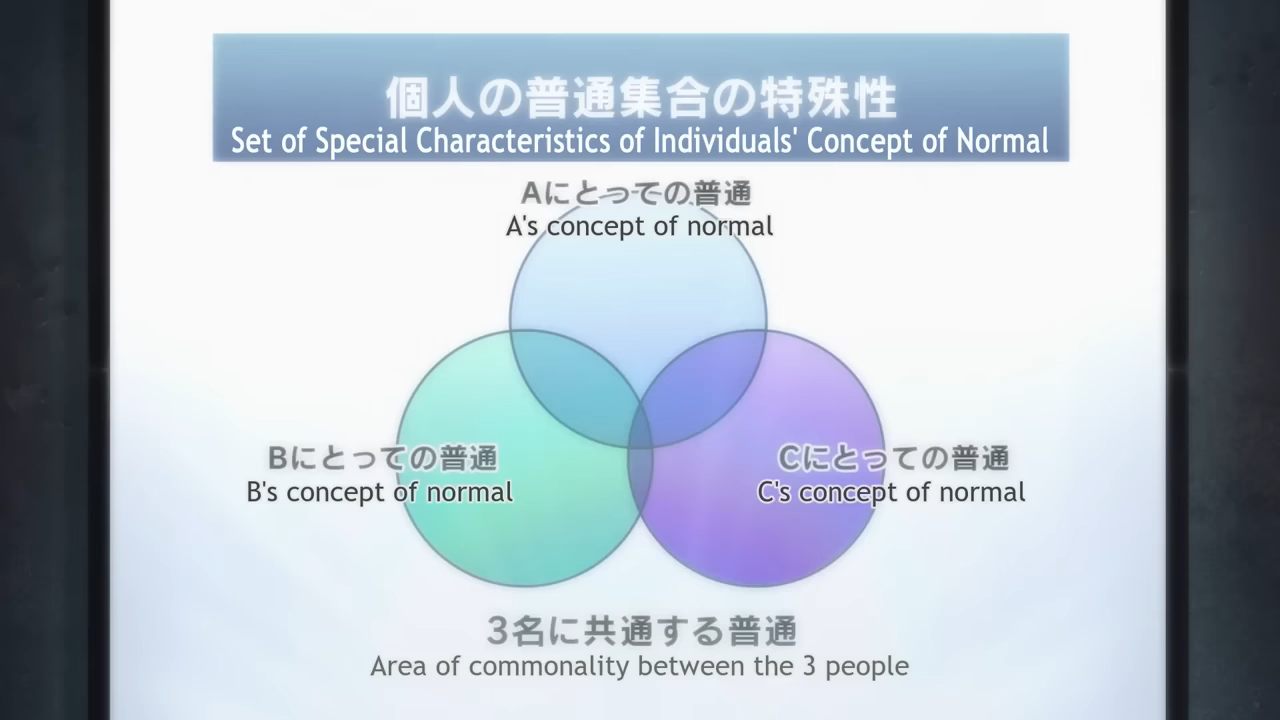 個人の普通集合の特殊性
Set of Special Characteristics of Individuals' Concept of Normal
Aにとっての普通
A's concept of normal
Bにとっての普通
B's concept of normal
Cにとっての普通
C's concept of normal
3名に共通する普通
Area of commonality between the 3 people